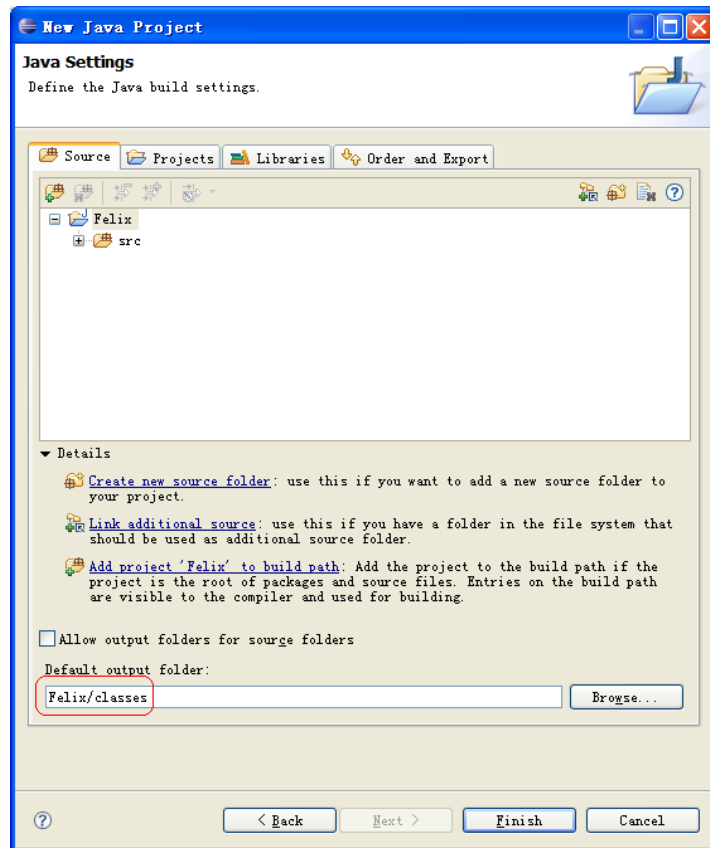 New Java Project
Java Settings
Define the Java build settings.
Source Projects Libraries Order and Export
Felix
src
Details
Create new source folder: use this if you want to add a new source folder to
your project.
Link additional source: use this if you have a folder in the file system that
should be used as additional source folder.
Add project 'Felix' to build path: Add the project to the build path if the
project is the root of packages and source files. Entries on the build path
are visible to the compiler and used for building.
Allow output folders for source folders
Default output folder:
Felix/classes Browse...
< Back Next > Finish Cancel